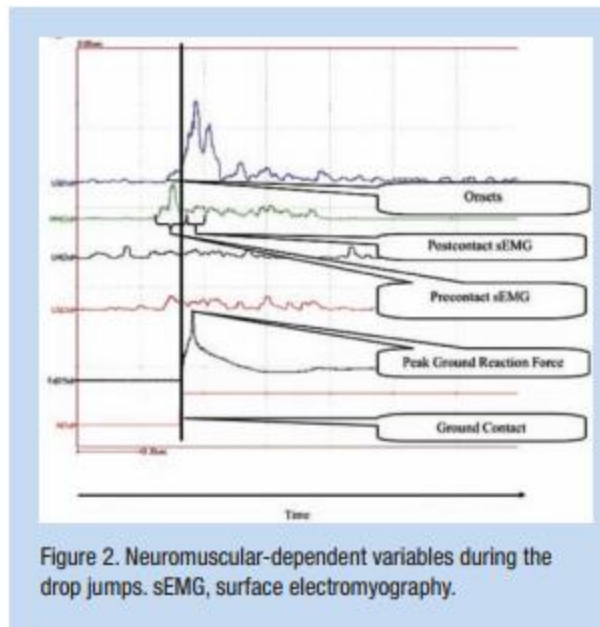 Onsets
Postcontact sEMG
Precontact sEMG
Peak Ground Reaction Force
Ground Contact
Time
Figure 2. Neuromuscular-dependent variables during the
drop jumps. sEMG, surface electromyography.